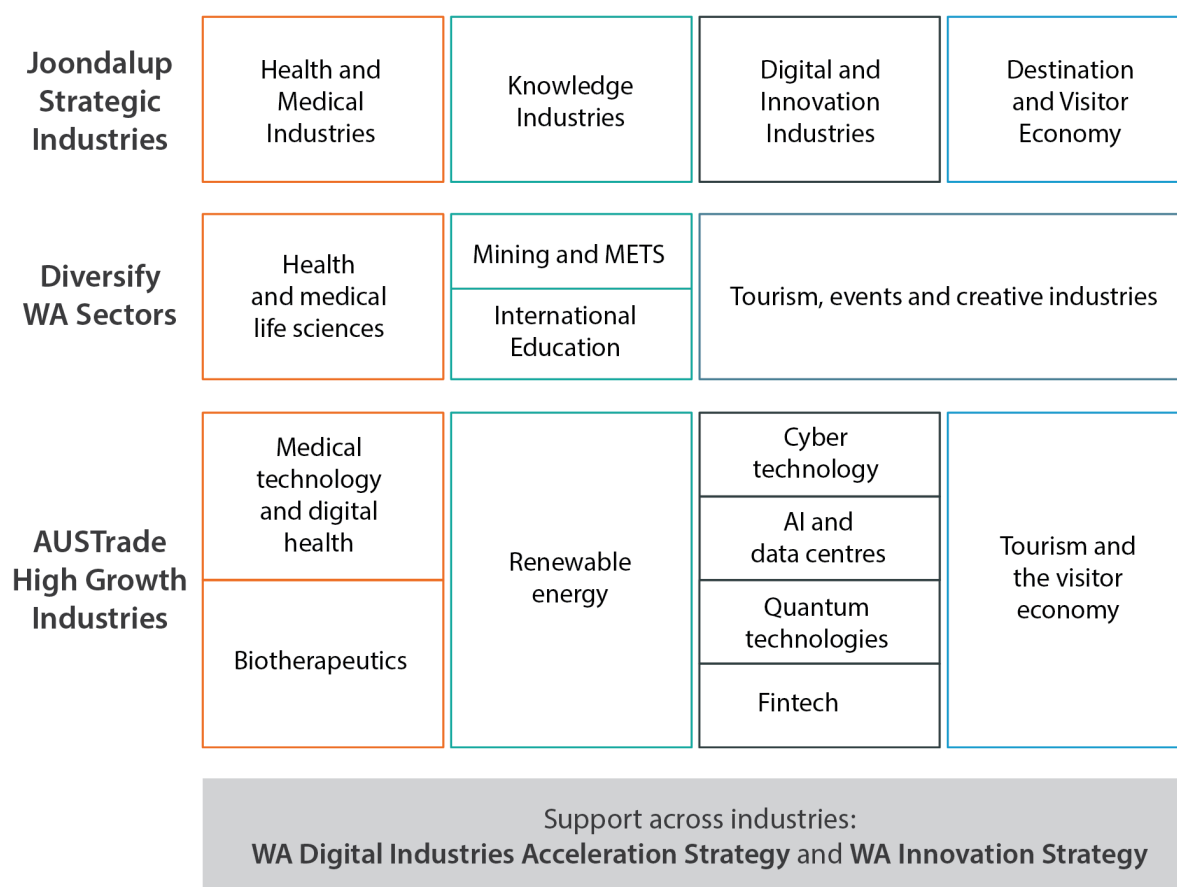 Joondalup
Strategic
Industries
Health and
Medical
Industries
Knowledge
Industries
Digital and
Innovation
Industries
Destination
and Visitor
Economy
Diversify
WA Sectors
Health
and medical
life sciences
Mining and METS
International
Education
Tourism, events and creative industries
AUSTrade
High Growth
Industries
Medical
technology
and digital
health
Biotherapeutics
Renewable
energy
Cyber
technology
AI and
data centres
Quantum
technologies
Fintech
Tourism and
the visitor
economy
Support across industries:
WA Digital Industries Acceleration Strategy and WA Innovation Strategy